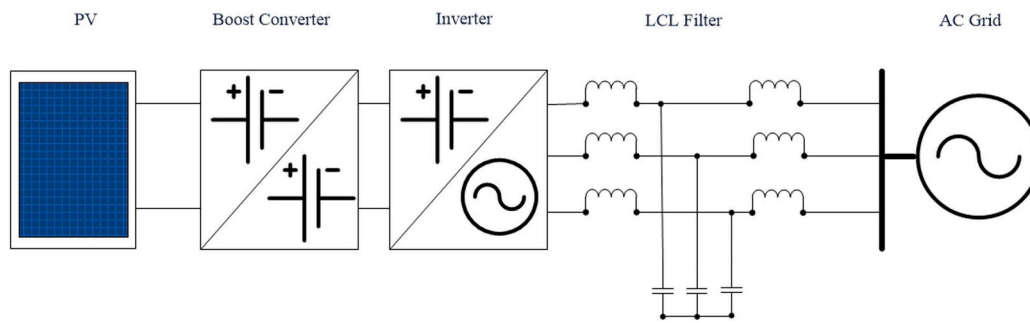 PV
Boost Converter
Inverter
LCL Filter
AC Grid
+ −
+ −
+ −